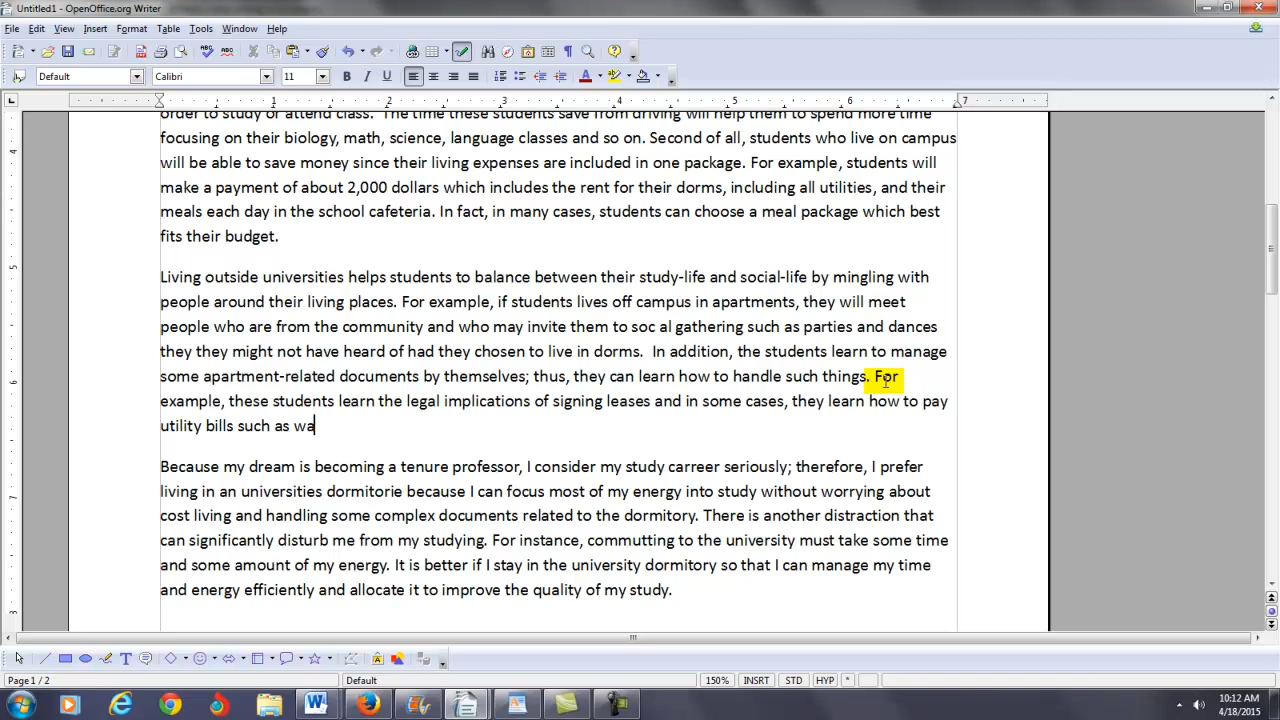 Untitled1 - OpenOffice.org Writer
File Edit View Insert Format Table Tools Window Help
Default Calibri 11
1 2 3 4 5 6 7
order to study or attend class.  The time these students save from driving will help them to spend more time
focusing on their biology, math, science, language classes and so on. Second of all, students who live on campus
will be able to save money since their living expenses are included in one package. For example, students will
make a payment of about 2,000 dollars which includes the rent for their dorms, including all utilities, and their
meals each day in the school cafeteria. In fact, in many cases, students can choose a meal package which best
fits their budget.
Living outside universities helps students to balance between their study-life and social-life by mingling with
people around their living places. For example, if students lives off campus in apartments, they will meet
people who are from the community and who may invite them to soc al gathering such as parties and dances
they they might not have heard of had they chosen to live in dorms.  In addition, the students learn to manage
some apartment-related documents by themselves; thus, they can learn how to handle such things. For
example, these students learn the legal implications of signing leases and in some cases, they learn how to pay
utility bills such as wa
Because my dream is becoming a tenure professor, I consider my study carreer seriously; therefore, I prefer
living in an universities dormitorie because I can focus most of my energy into study without worrying about
cost living and handling some complex documents related to the dormitory. There is another distraction that
can significantly disturb me from my studying. For instance, commutting to the university must take some time
and some amount of my energy. It is better if I stay in the university dormitory so that I can manage my time
and energy efficiently and allocate it to improve the quality of my study.
4
5
6
7
8
Page 1 / 2 Default 150% INSRT STD HYP *
10:12 AM
4/18/2015